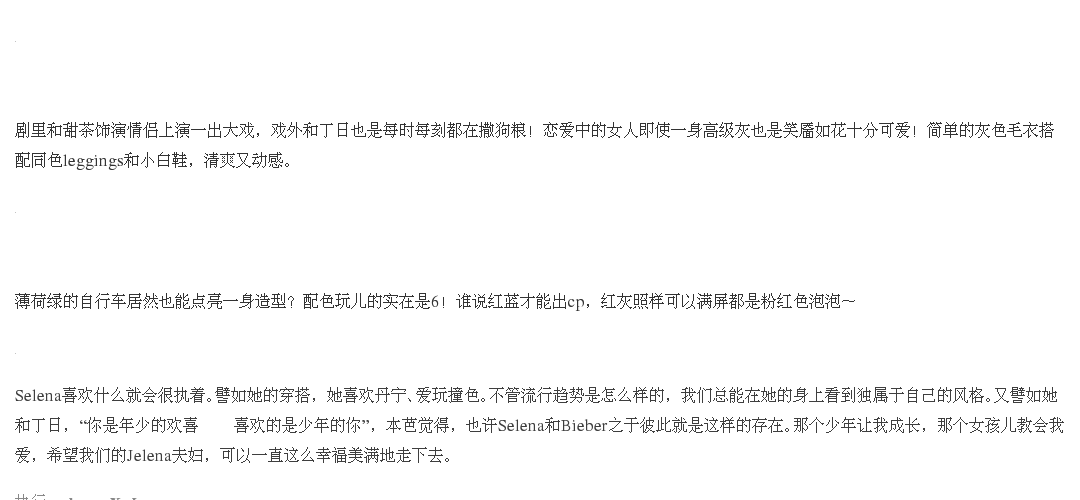 剧里和甜茶饰演情侣上演一出大戏，戏外和丁日也是每时每刻都在撒狗粮！恋爱中的女人即使一身高级灰也是笑靥如花十分可爱！简单的灰色毛衣搭
配同色leggings和小白鞋，清爽又动感。
薄荷绿的自行车居然也能点亮一身造型？配色玩儿的实在是6！谁说红蓝才能出cp，红灰照样可以满屏都是粉红色泡泡～
Selena喜欢什么就会很执着。譬如她的穿搭，她喜欢丹宁、爱玩撞色。不管流行趋势是怎么样的，我们总能在她的身上看到独属于自己的风格。又譬如她
和丁日，“你是年少的欢喜　　喜欢的是少年的你”，本芭觉得，也许Selena和Bieber之于彼此就是这样的存在。那个少年让我成长，那个女孩儿教会我
爱，希望我们的Jelena夫妇，可以一直这么幸福美满地走下去。